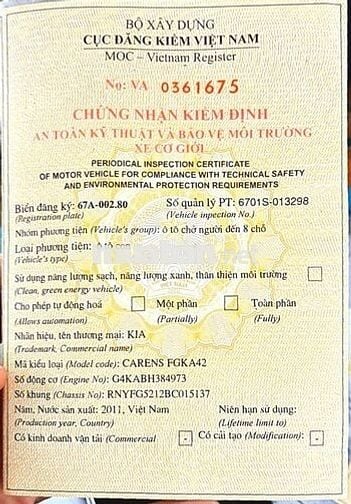 BỘ XÂY DỰNG
CỤC ĐĂNG KIỂM VIỆT NAM
MOC – Vietnam Register
No: VA 0361675
CHỨNG NHẬN KIỂM ĐỊNH
AN TOÀN KỸ THUẬT VÀ BẢO VỆ MÔI TRƯỜNG
XE CƠ GIỚI
PERIODICAL INSPECTION CERTIFICATE
OF MOTOR VEHICLE FOR COMPLIANCE WITH TECHNICAL SAFETY
AND ENVIRONMENTAL PROTECTION REQUIREMENTS
Biển đăng ký: 67A-002.80 Số quản lý PT: 6701S-013298
(Registration plate) (Vehicle inpection No.)
Nhóm phương tiện (Vehicle's group): ô tô chở người đến 8 chỗ
Loại phương tiện: ô tô con
(Vehicle's type)
Sử dụng năng lượng sạch, năng lượng xanh, thân thiện môi trường
(Clean, green energy vehicle)
Cho phép tự động hoá Một phần Toàn phần
(Allows automation) (Partially) (Fully)
Nhãn hiệu, tên thương mại: KIA
(Trademark, Commercial name)
Mã kiểu loại (Model code): CARENS FGKA42
Số động cơ (Engine No): G4KABH384973
Số khung (Chassis No): RNYFG5212BC015137
Năm, Nước sản xuất: 2011, Việt Nam Niên hạn sử dụng:
(Production year, Country) (Lifetime limit to)
Có kinh doanh vận tải (Commercial - Có cải tạo (Modification): -